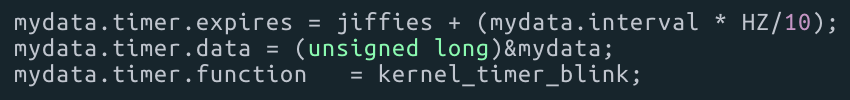 mydata.timer.expires = jiffies + (mydata.interval * HZ/10);
mydata.timer.data = (unsigned long)&mydata;
mydata.timer.function   = kernel_timer_blink;